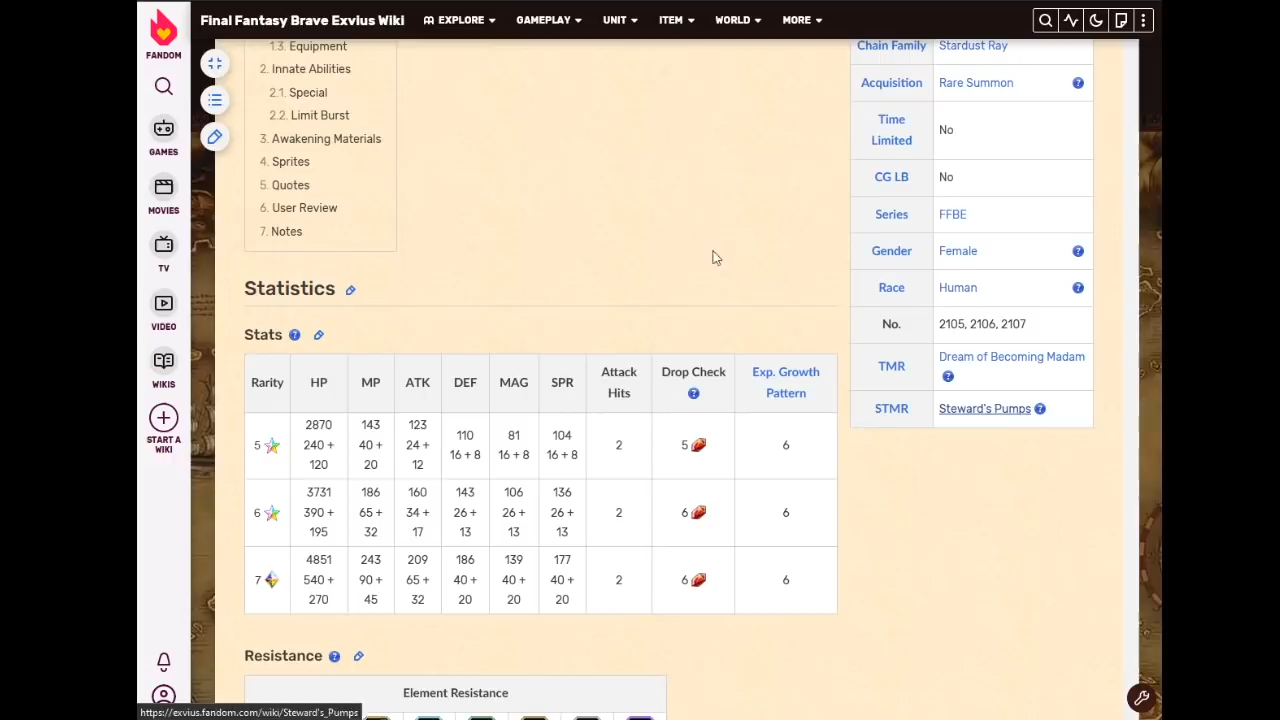 Final Fantasy Brave Exvius Wiki
EXPLORE
GAMEPLAY
UNIT
ITEM
WORLD
MORE
FANDOM
GAMES
MOVIES
TV
VIDEO
WIKIS
START A
WIKI
1.3. Equipment
2. Innate Abilities
2.1. Special
2.2. Limit Burst
3. Awakening Materials
4. Sprites
5. Quotes
6. User Review
7. Notes
Chain Family Stardust Ray
Acquisition Rare Summon
Time
Limited
No
CG LB No
Series FFBE
Gender Female
Race Human
No. 2105, 2106, 2107
TMR Dream of Becoming Madam
STMR Steward's Pumps
Statistics
Stats
Rarity HP MP ATK DEF MAG SPR Attack
Hits Drop Check Exp. Growth
Pattern
5 2870
240 +
120 143
40 +
20 123
24 +
12 110
16 + 8 81
16 + 8 104
16 + 8 2 5 6
6 3731
390 +
195 186
65 +
32 160
34 +
17 143
26 +
13 106
26 +
13 136
26 +
13 2 6 6
7 4851
540 +
270 243
90 +
45 209
65 +
32 186
40 +
20 139
40 +
20 177
40 +
20 2 6 6
Resistance
Element Resistance
https://exvius.fandom.com/wiki/Steward's_Pumps